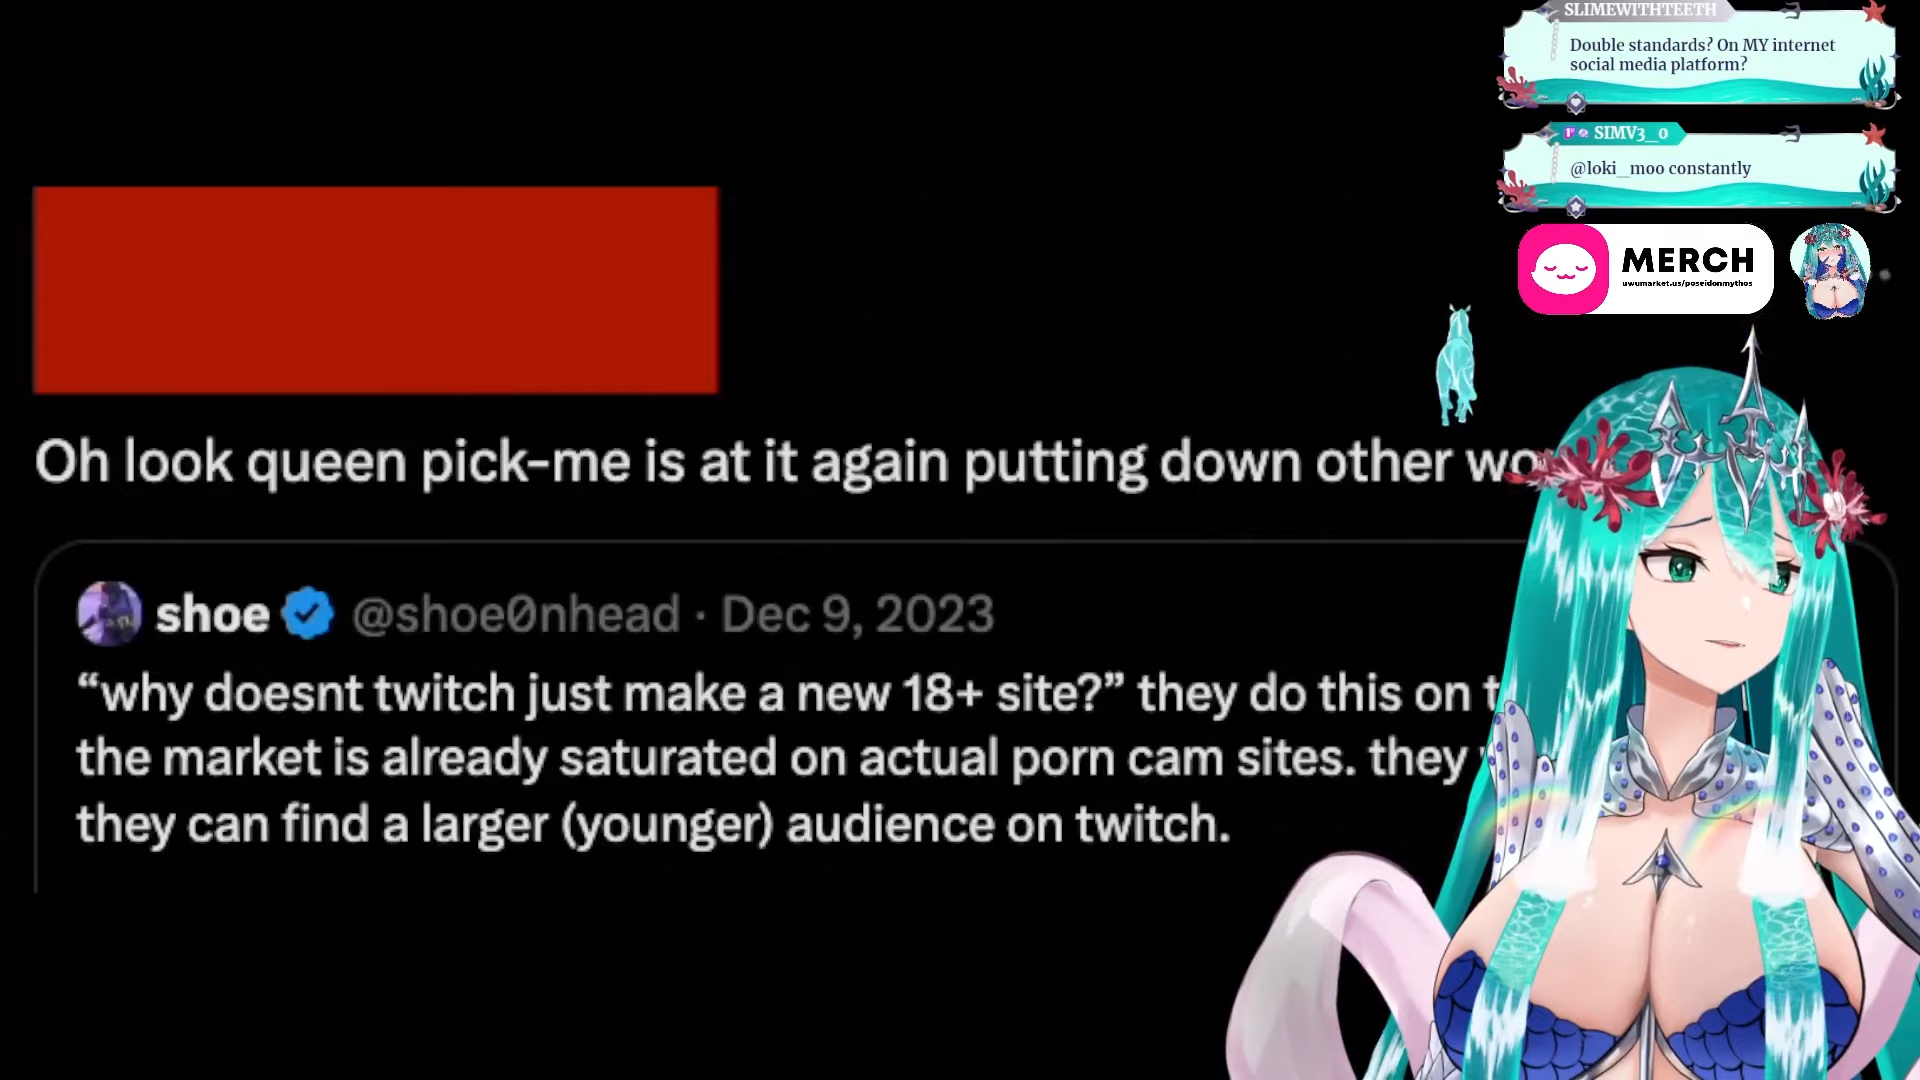 SLIMEWITHTEETH
Double standards? On MY internet
social media platform?
SIMV3_0
@loki_moo constantly
MERCH
uwumarket.us/poseidonmythos
Oh look queen pick-me is at it again putting down other
shoe @shoe0nhead · Dec 9, 2023
“why doesnt twitch just make a new 18+ site?” they do this on
the market is already saturated on actual porn cam sites. they
they can find a larger (younger) audience on twitch.